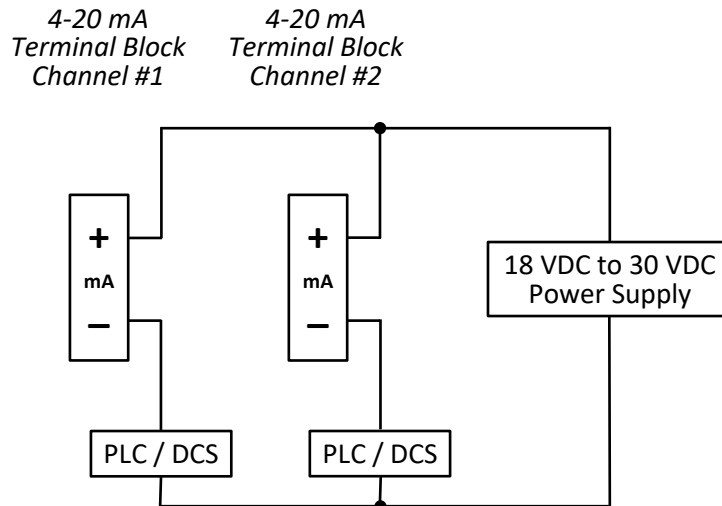 4-20 mA
Terminal Block
Channel #1
4-20 mA
Terminal Block
Channel #2
+
mA
−
+
mA
−
18 VDC to 30 VDC
Power Supply
PLC / DCS
PLC / DCS